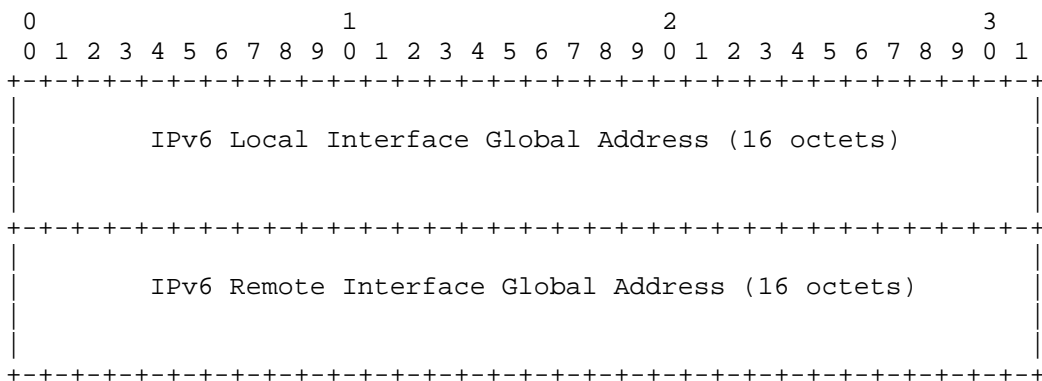 0                   1                   2                   3
 0 1 2 3 4 5 6 7 8 9 0 1 2 3 4 5 6 7 8 9 0 1 2 3 4 5 6 7 8 9 0 1
+-+-+-+-+-+-+-+-+-+-+-+-+-+-+-+-+-+-+-+-+-+-+-+-+-+-+-+-+-+-+-+-+
|                                                               |
|        IPv6 Local Interface Global Address (16 octets)        |
|                                                               |
|                                                               |
+-+-+-+-+-+-+-+-+-+-+-+-+-+-+-+-+-+-+-+-+-+-+-+-+-+-+-+-+-+-+-+-+
|                                                               |
|        IPv6 Remote Interface Global Address (16 octets)       |
|                                                               |
|                                                               |
+-+-+-+-+-+-+-+-+-+-+-+-+-+-+-+-+-+-+-+-+-+-+-+-+-+-+-+-+-+-+-+-+